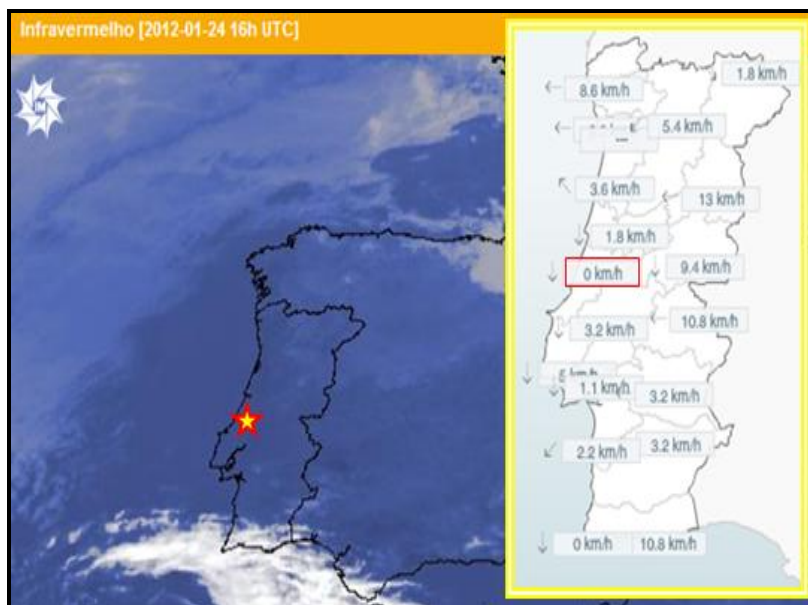 Infravermelho [2012-01-24 16h UTC]
1.8 km/h
8.6 km/h
5.4 km/h
3.6 km/h
13 km/h
1.8 km/h
0 km/h
9.4 km/h
3.2 km/h
10.8 km/h
km/h
1.1 km/h
3.2 km/h
2.2 km/h
3.2 km/h
0 km/h
10.8 km/h